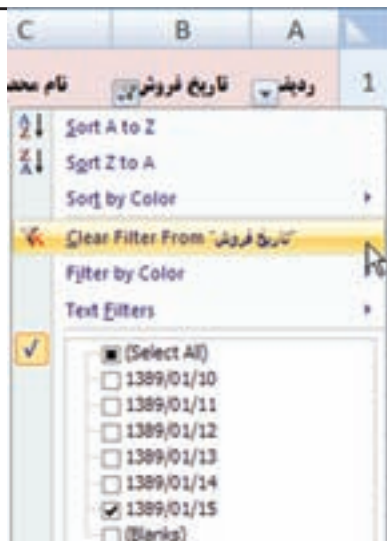 C B A
نام محص تاریخ فروش ردیف 1
Sort A to Z
Sort Z to A
Sort by Color
Clear Filter From "تاریخ فروش"
Filter by Color
Text Filters
(Select All)
1389/01/10
1389/01/11
1389/01/12
1389/01/13
1389/01/14
1389/01/15
(Blanks)